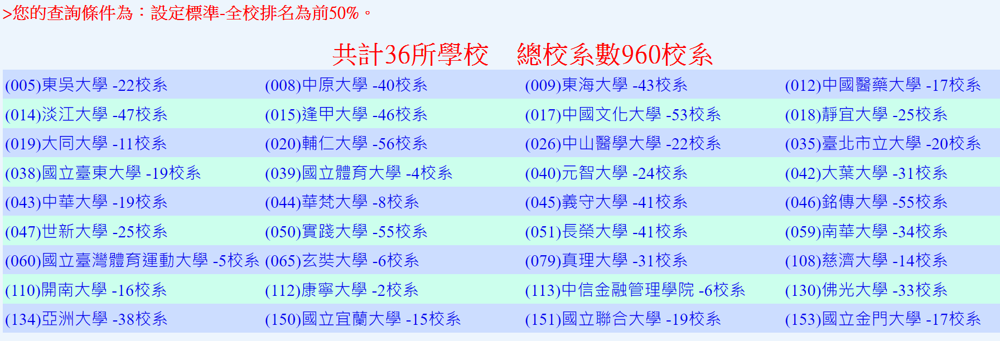 >您的查詢條件為：設定標準-全校排名為前50%。
共計36所學校 總校系數960校系
(005)東吳大學 -22校系 (008)中原大學 -40校系 (009)東海大學 -43校系 (012)中國醫藥大學 -17校系
(014)淡江大學 -47校系 (015)逢甲大學 -46校系 (017)中國文化大學 -53校系 (018)靜宜大學 -25校系
(019)大同大學 -11校系 (020)輔仁大學 -56校系 (026)中山醫學大學 -22校系 (035)臺北市立大學 -20校系
(038)國立臺東大學 -19校系 (039)國立體育大學 -4校系 (040)元智大學 -24校系 (042)大葉大學 -31校系
(043)中華大學 -19校系 (044)華梵大學 -8校系 (045)義守大學 -41校系 (046)銘傳大學 -55校系
(047)世新大學 -25校系 (050)實踐大學 -55校系 (051)長榮大學 -41校系 (059)南華大學 -34校系
(060)國立臺灣體育運動大學 -5校系 (065)玄奘大學 -6校系 (079)真理大學 -31校系 (108)慈濟大學 -14校系
(110)開南大學 -16校系 (112)康寧大學 -2校系 (113)中信金融管理學院 -6校系 (130)佛光大學 -33校系
(134)亞洲大學 -38校系 (150)國立宜蘭大學 -15校系 (151)國立聯合大學 -19校系 (153)國立金門大學 -17校系